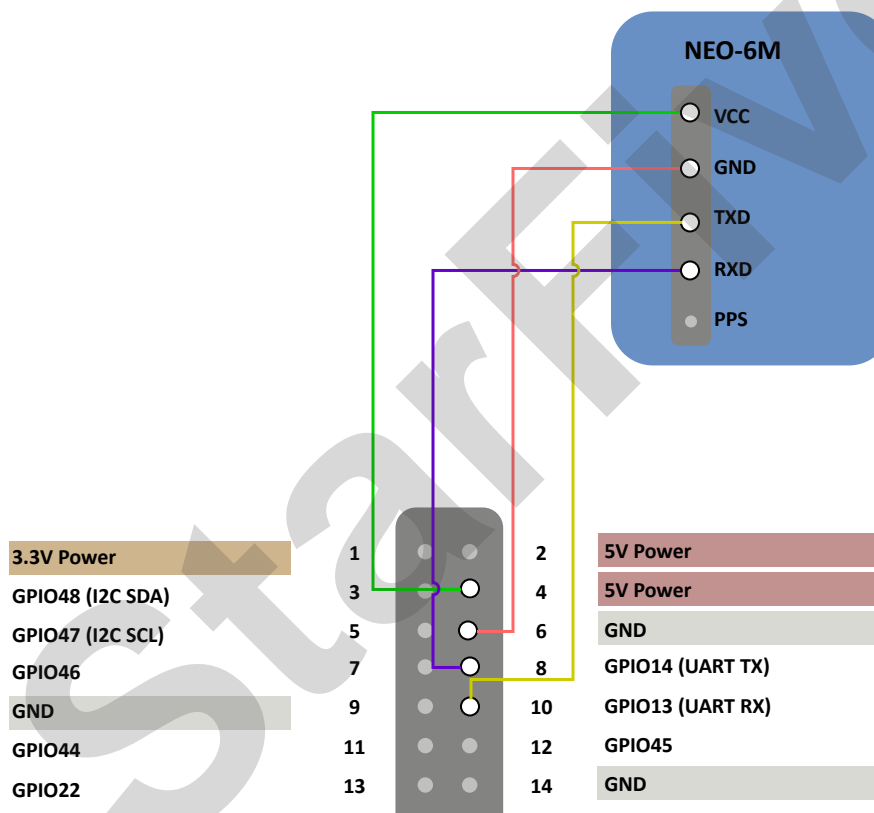 NEO-6M
VCC
GND
TXD
RXD
PPS
3.3V Power 1 2 5V Power
GPIO48 (I2C SDA) 3 4 5V Power
GPIO47 (I2C SCL) 5 6 GND
GPIO46 7 8 GPIO14 (UART TX)
GND 9 10 GPIO13 (UART RX)
GPIO44 11 12 GPIO45
GPIO22 13 14 GND
StarFive